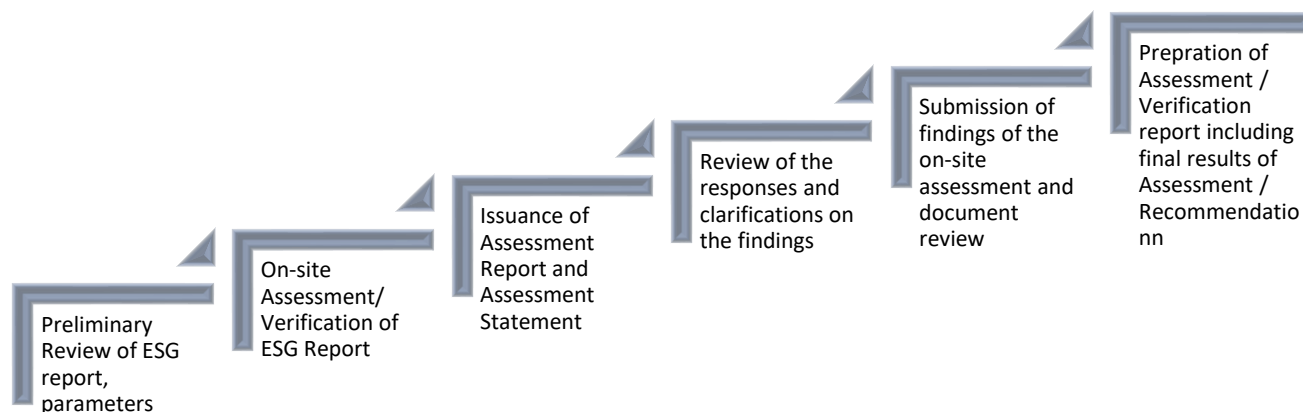 Preliminary
Review of ESG
report,
parameters
On-site
Assessment/
Verification of
ESG Report
Issuance of
Assessment
Report and
Assessment
Statement
Review of the
responses and
clarifications on
the findings
Submission of
findings of the
on-site
assessment and
document
review
Prepration of
Assessment /
Verification
report including
final results of
Assessment /
Recommendatio
nn